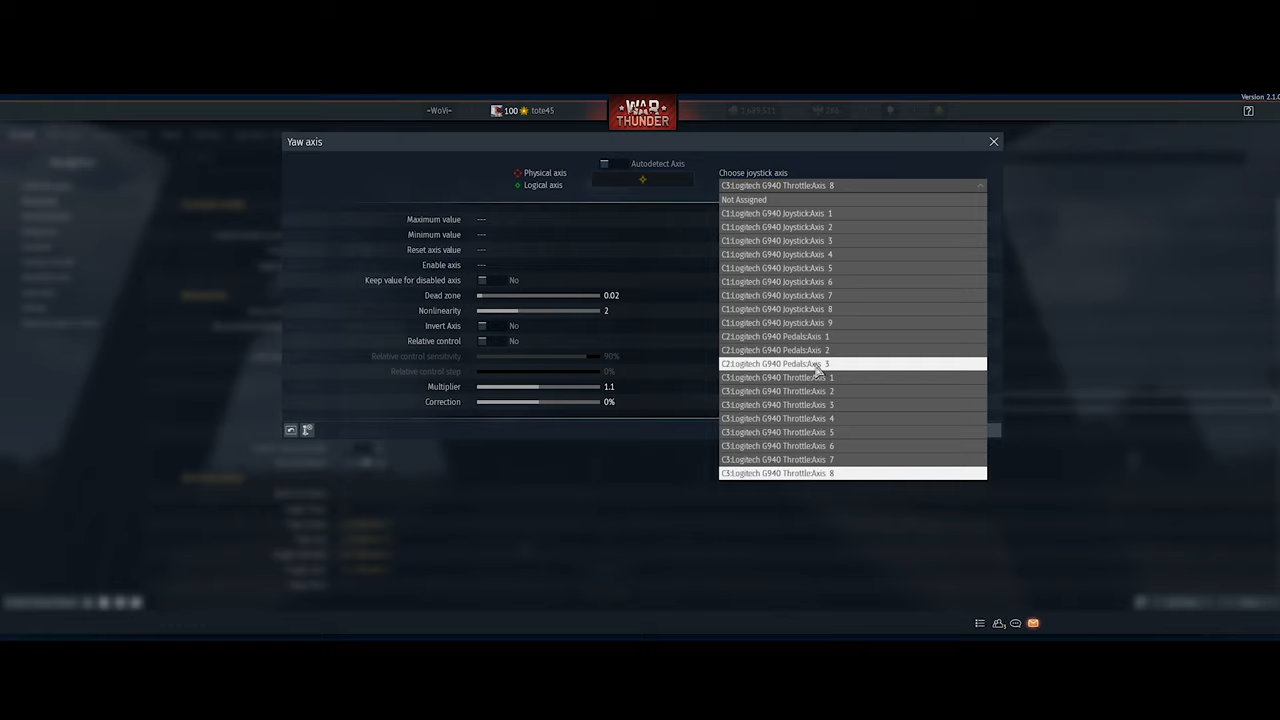 Version 2.1.0
~WoVi~
100 tote45
WAR
THUNDER
Yaw axis
Autodetect Axis
Physical axis
Logical axis
Choose joystick axis
C3:Logitech G940 Throttle:Axis 8
Not Assigned
C1:Logitech G940 Joystick:Axis 1
C1:Logitech G940 Joystick:Axis 2
C1:Logitech G940 Joystick:Axis 3
C1:Logitech G940 Joystick:Axis 4
C1:Logitech G940 Joystick:Axis 5
C1:Logitech G940 Joystick:Axis 6
C1:Logitech G940 Joystick:Axis 7
C1:Logitech G940 Joystick:Axis 8
C1:Logitech G940 Joystick:Axis 9
C2:Logitech G940 Pedals:Axis 1
C2:Logitech G940 Pedals:Axis 2
C2:Logitech G940 Pedals:Axis 3
C3:Logitech G940 Throttle:Axis 1
C3:Logitech G940 Throttle:Axis 2
C3:Logitech G940 Throttle:Axis 3
C3:Logitech G940 Throttle:Axis 4
C3:Logitech G940 Throttle:Axis 5
C3:Logitech G940 Throttle:Axis 6
C3:Logitech G940 Throttle:Axis 7
C3:Logitech G940 Throttle:Axis 8
Maximum value ---
Minimum value ---
Reset axis value ---
Enable axis ---
Keep value for disabled axis No
Dead zone 0.02
Nonlinearity 2
Invert Axis No
Relative control No
Relative control sensitivity 90%
Relative control step 0%
Multiplier 1.1
Correction 0%